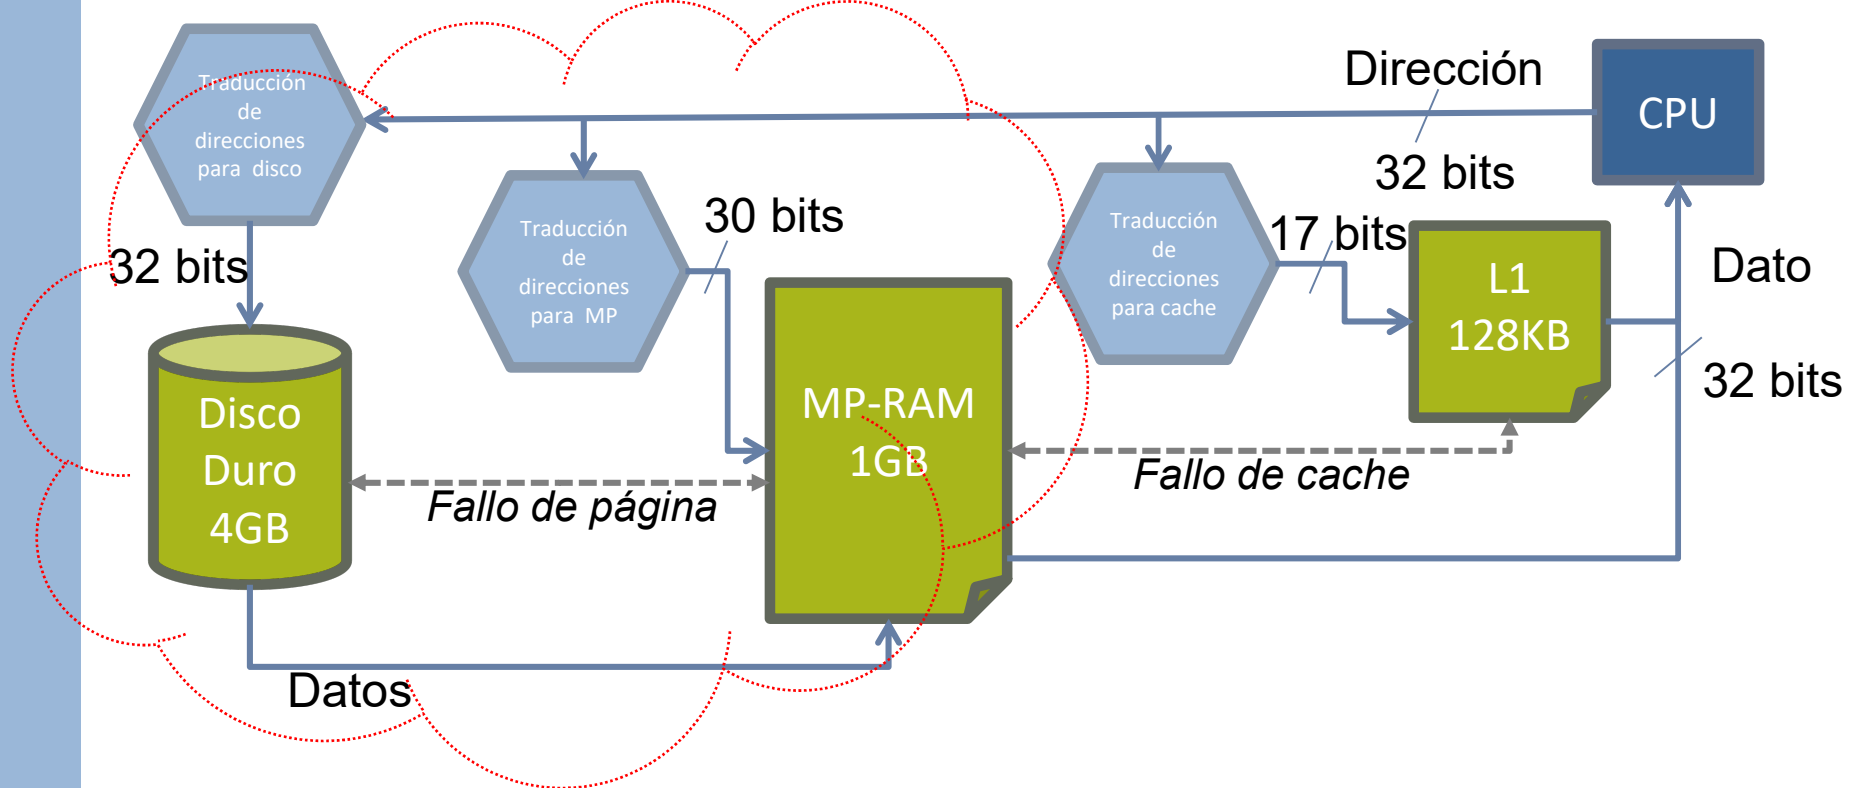 Traducción
de
direcciones
para disco
Dirección
CPU
32 bits
Traducción
de
direcciones
para MP
30 bits
Traducción
de
direcciones
para cache
17 bits
L1
128KB
Dato
32 bits
32 bits
Disco
Duro
4GB
MP-RAM
1GB
Fallo de página
Fallo de cache
Datos